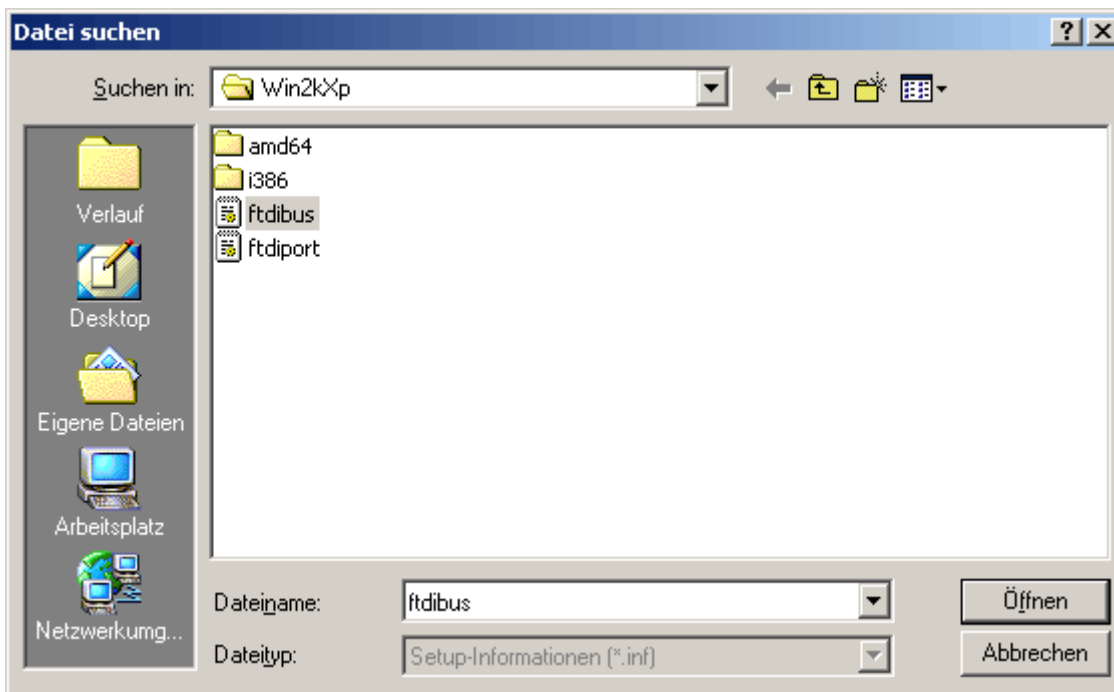 Datei suchen
Suchen in:
Win2kXp
Verlauf
Desktop
Eigene Dateien
Arbeitsplatz
Netzwerkumg...
amd64
i386
ftdibus
ftdiport
Dateiname:
ftdibus
Öffnen
Dateityp:
Setup-Informationen (*.inf)
Abbrechen